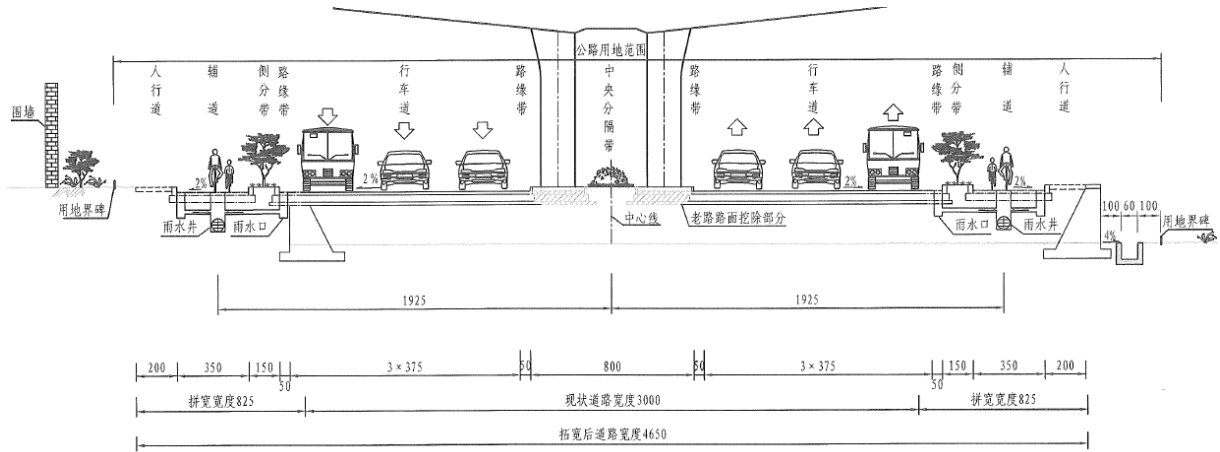 公路用地范围
人行道
辅道
侧分带
路缘带
行车道
路缘带
中央分隔带
路缘带
行车道
路缘带
侧分带
辅道
人行道
围墙
2%
2%
2%
2%
用地界碑
雨水井
雨水口
中心线
老路路面挖除部分
雨水口
雨水井
100
60
100
4%
用地界碑
1925
1925
200
350
150
50
3×375
50
800
50
3×375
50
150
350
200
拼宽宽度825
现状道路宽度3000
拼宽宽度825
拓宽后道路宽度4650